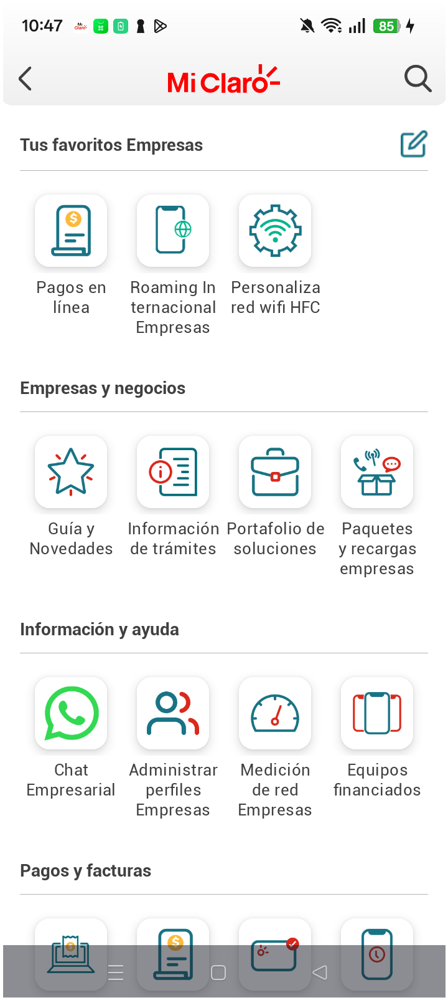 10:47
85
Mi Claro
Tus favoritos Empresas
Pagos en
línea
Roaming In
ternacional
Empresas
Personaliza
red wifi HFC
Empresas y negocios
Guía y
Novedades
Información
de trámites
Portafolio de
soluciones
Paquetes
y recargas
empresas
Información y ayuda
Chat
Empresarial
Administrar
perfiles
Empresas
Medición
de red
Empresas
Equipos
financiados
Pagos y facturas